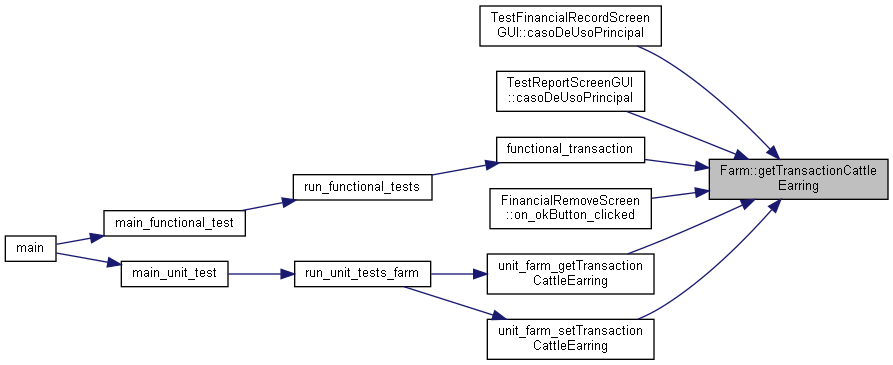 TestFinancialRecordScreen
GUI::casoDeUsoPrincipal
TestReportScreenGUI
::casoDeUsoPrincipal
functional_transaction
Farm::getTransactionCattle
Earring
run_functional_tests
FinancialRemoveScreen
::on_okButton_clicked
main_functional_test
main
main_unit_test
run_unit_tests_farm
unit_farm_getTransaction
CattleEarring
unit_farm_setTransaction
CattleEarring